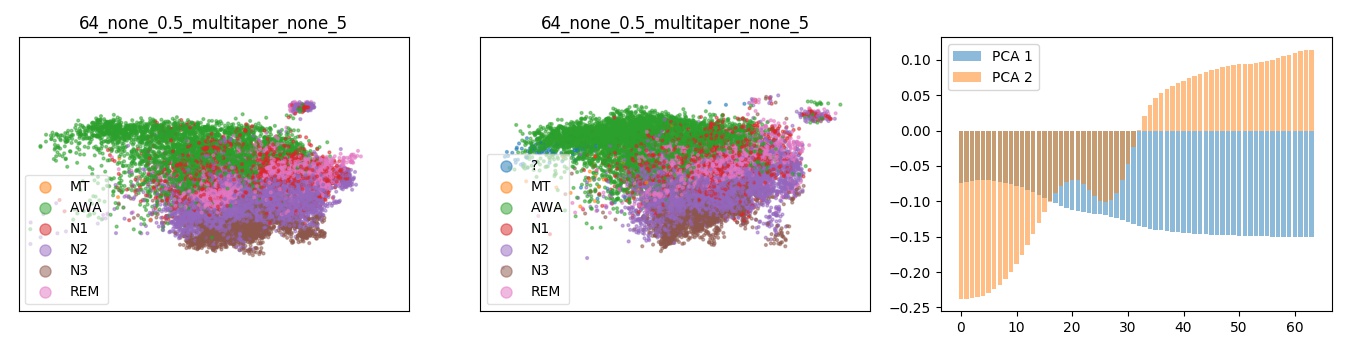 64_none_0.5_multitaper_none_5
MT
AWA
N1
N2
N3
REM
64_none_0.5_multitaper_none_5
?
MT
AWA
N1
N2
N3
REM
PCA 1
PCA 2
0.10
0.05
0.00
−0.05
−0.10
−0.15
−0.20
−0.25
0 10 20 30 40 50 60